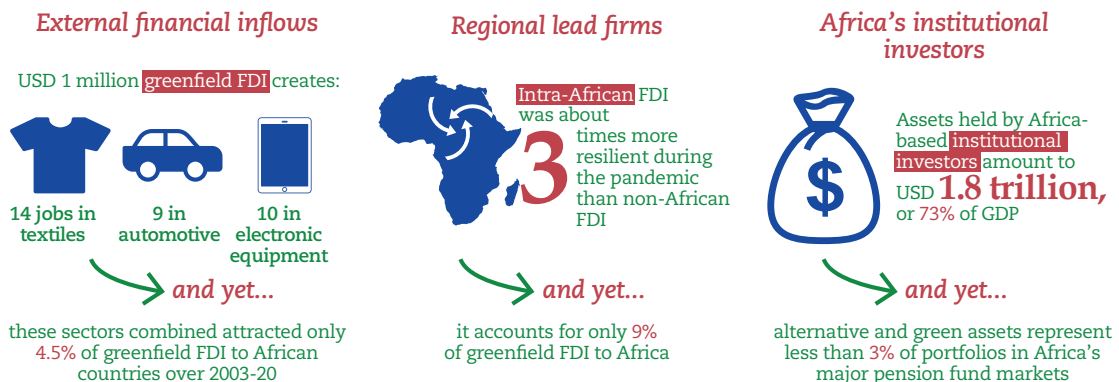 External financial inflows
USD 1 million greenfield FDI creates:
14 jobs in
textiles
9 in
automotive
10 in
electronic
equipment
and yet...
these sectors combined attracted only
4.5% of greenfield FDI to African
countries over 2003-20
Regional lead firms
Intra-African FDI
was about
3 times more
resilient during
the pandemic
than non-African
FDI
and yet...
it accounts for only 9%
of greenfield FDI to Africa
Africa's institutional
investors
$
Assets held by Africa-
based institutional
investors amount to
USD 1.8 trillion,
or 73% of GDP
and yet...
alternative and green assets represent
less than 3% of portfolios in Africa's
major pension fund markets